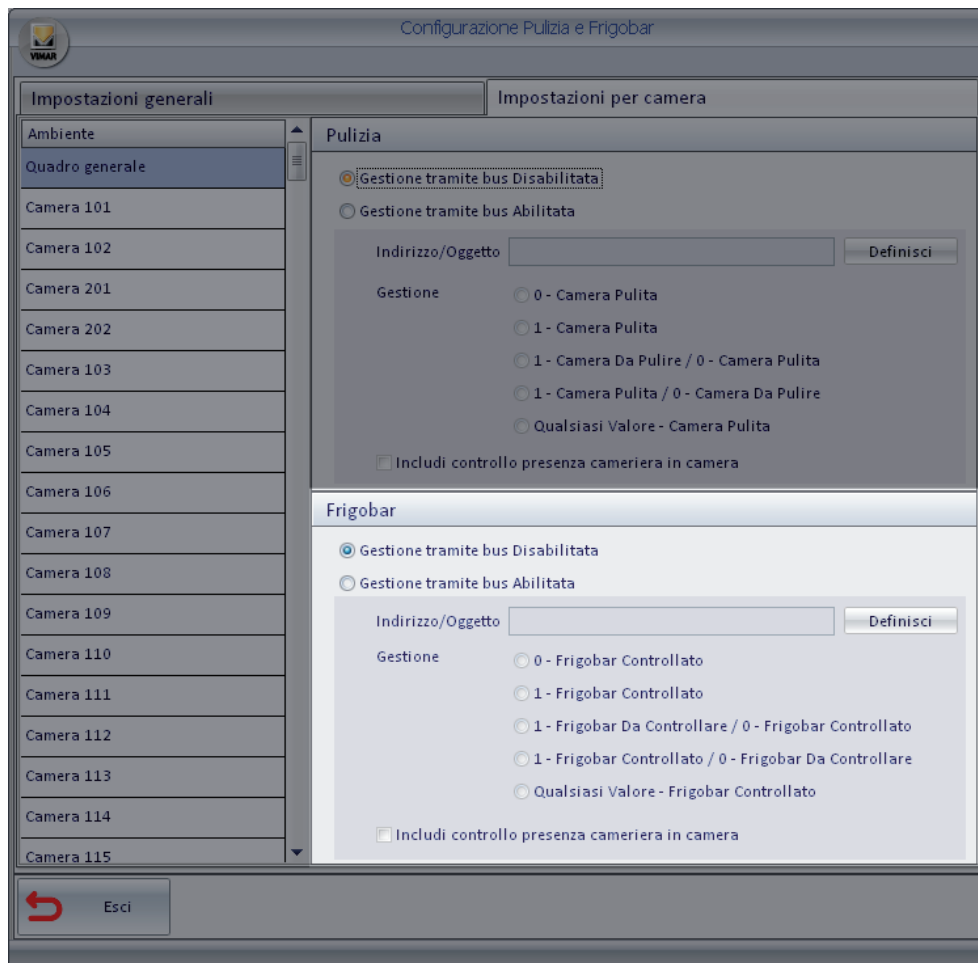 Configurazione Pulizia e Frigobar
VIMAR
Impostazioni generali
Impostazioni per camera
Ambiente
Quadro generale
Camera 101
Camera 102
Camera 201
Camera 202
Camera 103
Camera 104
Camera 105
Camera 106
Camera 107
Camera 108
Camera 109
Camera 110
Camera 111
Camera 112
Camera 113
Camera 114
Camera 115
Pulizia
Gestione tramite bus Disabilitata
Gestione tramite bus Abilitata
Indirizzo/Oggetto
Definisci
Gestione
0 - Camera Pulita
1 - Camera Pulita
1 - Camera Da Pulire / 0 - Camera Pulita
1 - Camera Pulita / 0 - Camera Da Pulire
Qualsiasi Valore - Camera Pulita
Includi controllo presenza cameriera in camera
Frigobar
Gestione tramite bus Disabilitata
Gestione tramite bus Abilitata
Indirizzo/Oggetto
Definisci
Gestione
0 - Frigobar Controllato
1 - Frigobar Controllato
1 - Frigobar Da Controllare / 0 - Frigobar Controllato
1 - Frigobar Controllato / 0 - Frigobar Da Controllare
Qualsiasi Valore - Frigobar Controllato
Includi controllo presenza cameriera in camera
Esci